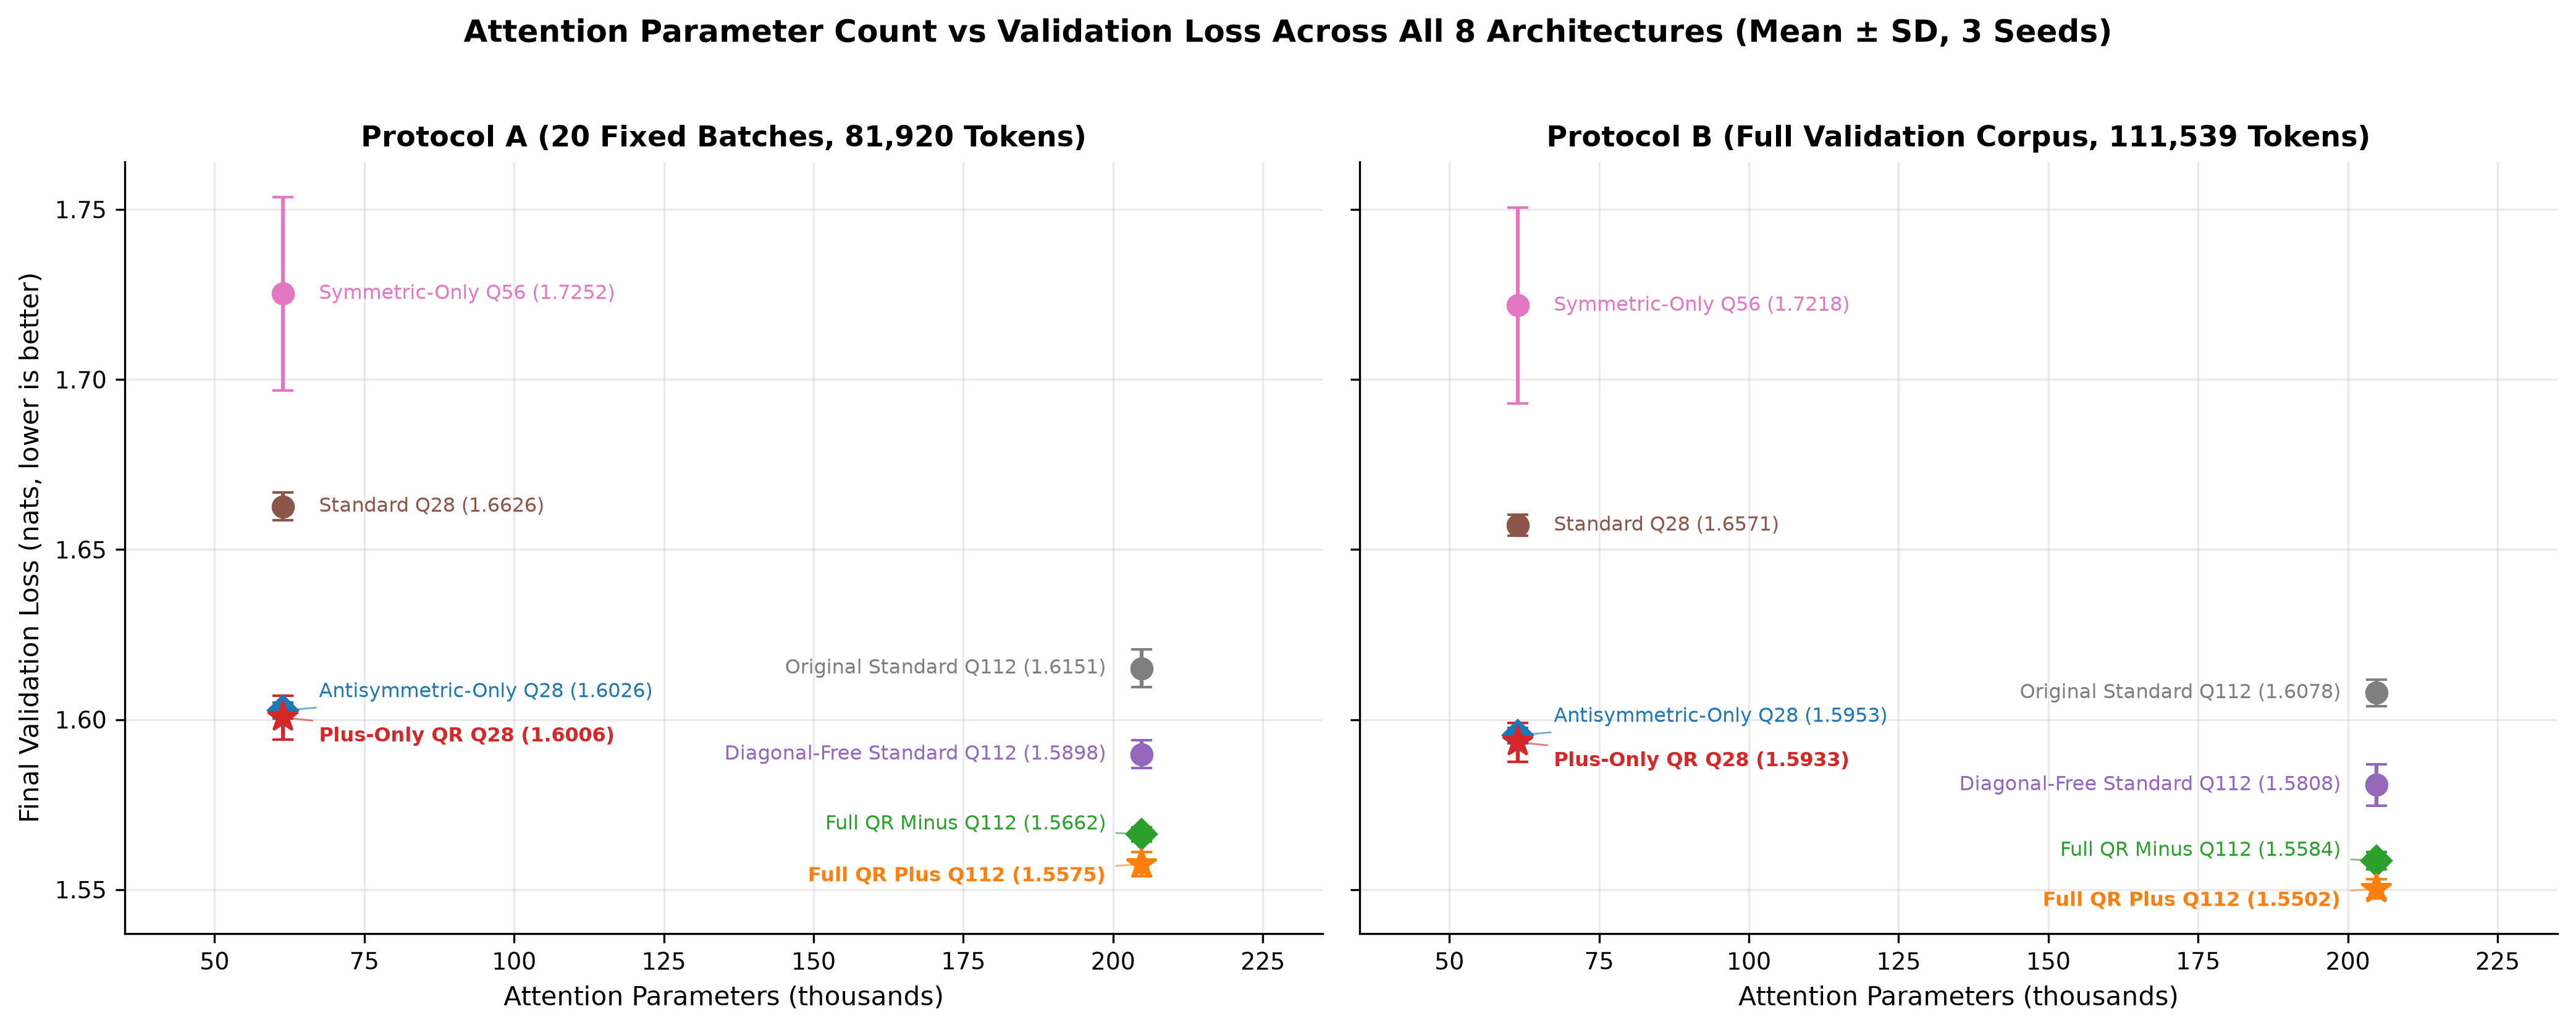 Attention Parameter Count vs Validation Loss Across All 8 Architectures (Mean ± SD, 3 Seeds)
Protocol A (20 Fixed Batches, 81,920 Tokens)
Final Validation Loss (nats, lower is better)
1.75
1.70
1.65
1.60
1.55
Symmetric-Only Q56 (1.7252)
Standard Q28 (1.6626)
Original Standard Q112 (1.6151)
Antisymmetric-Only Q28 (1.6026)
Plus-Only QR Q28 (1.6006)
Diagonal-Free Standard Q112 (1.5898)
Full QR Minus Q112 (1.5662)
Full QR Plus Q112 (1.5575)
50 75 100 125 150 175 200 225
Attention Parameters (thousands)
Protocol B (Full Validation Corpus, 111,539 Tokens)
Symmetric-Only Q56 (1.7218)
Standard Q28 (1.6571)
Original Standard Q112 (1.6078)
Antisymmetric-Only Q28 (1.5953)
Plus-Only QR Q28 (1.5933)
Diagonal-Free Standard Q112 (1.5808)
Full QR Minus Q112 (1.5584)
Full QR Plus Q112 (1.5502)
50 75 100 125 150 175 200 225
Attention Parameters (thousands)